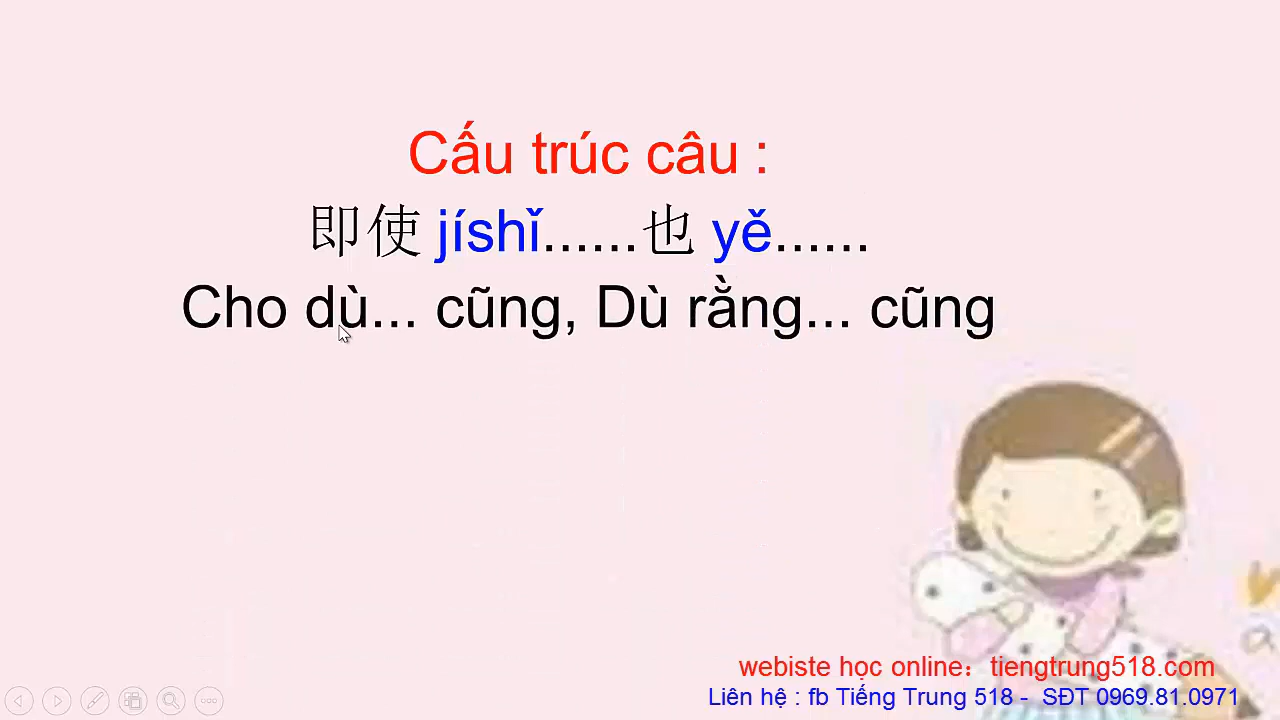 Cấu trúc câu :
即使 jíshǐ......也 yě......
Cho dù... cũng, Dù rằng... cũng
webiste học online：tiengtrung518.com
Liên hệ : fb Tiếng Trung 518 - SĐT 0969.81.0971